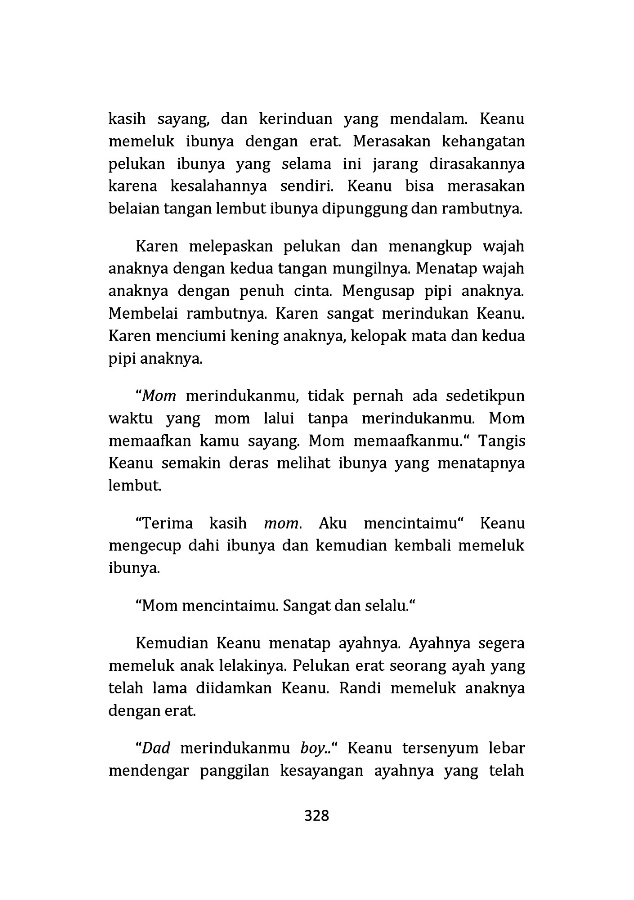 kasih sayang, dan kerinduan yang mendalam. Keanu
memeluk ibunya dengan erat. Merasakan kehangatan
pelukan ibunya yang selama ini jarang dirasakannya
karena kesalahannya sendiri. Keanu bisa merasakan
belaian tangan lembut ibunya dipunggung dan rambutnya.
Karen melepaskan pelukan dan menangkup wajah
anaknya dengan kedua tangan mungilnya. Menatap wajah
anaknya dengan penuh cinta. Mengusap pipi anaknya.
Membelai rambutnya. Karen sangat merindukan Keanu.
Karen menciumi kening anaknya, kelopak mata dan kedua
pipi anaknya.
“Mom merindukanmu, tidak pernah ada sedetikpun
waktu yang mom lalui tanpa merindukanmu. Mom
memaafkan kamu sayang. Mom memaafkanmu.“ Tangis
Keanu semakin deras melihat ibunya yang menatapnya
lembut.
“Terima kasih mom. Aku mencintaimu“ Keanu
mengecup dahi ibunya dan kemudian kembali memeluk
ibunya.
“Mom mencintaimu. Sangat dan selalu.“
Kemudian Keanu menatap ayahnya. Ayahnya segera
memeluk anak lelakinya. Pelukan erat seorang ayah yang
telah lama diidamkan Keanu. Randi memeluk anaknya
dengan erat.
“Dad merindukanmu boy..“ Keanu tersenyum lebar
mendengar panggilan kesayangan ayahnya yang telah
328